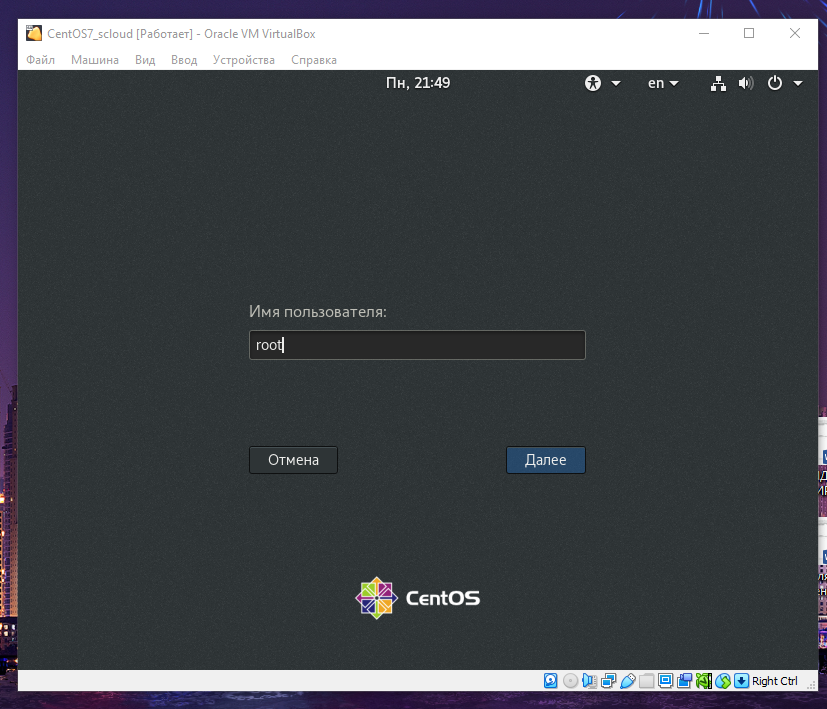 CentOS7_scloud [Работает] - Oracle VM VirtualBox
Файл Машина Вид Ввод Устройства Справка
Пн, 21:49 en
Имя пользователя:
root
Отмена Далее
CentOS
Right Ctrl